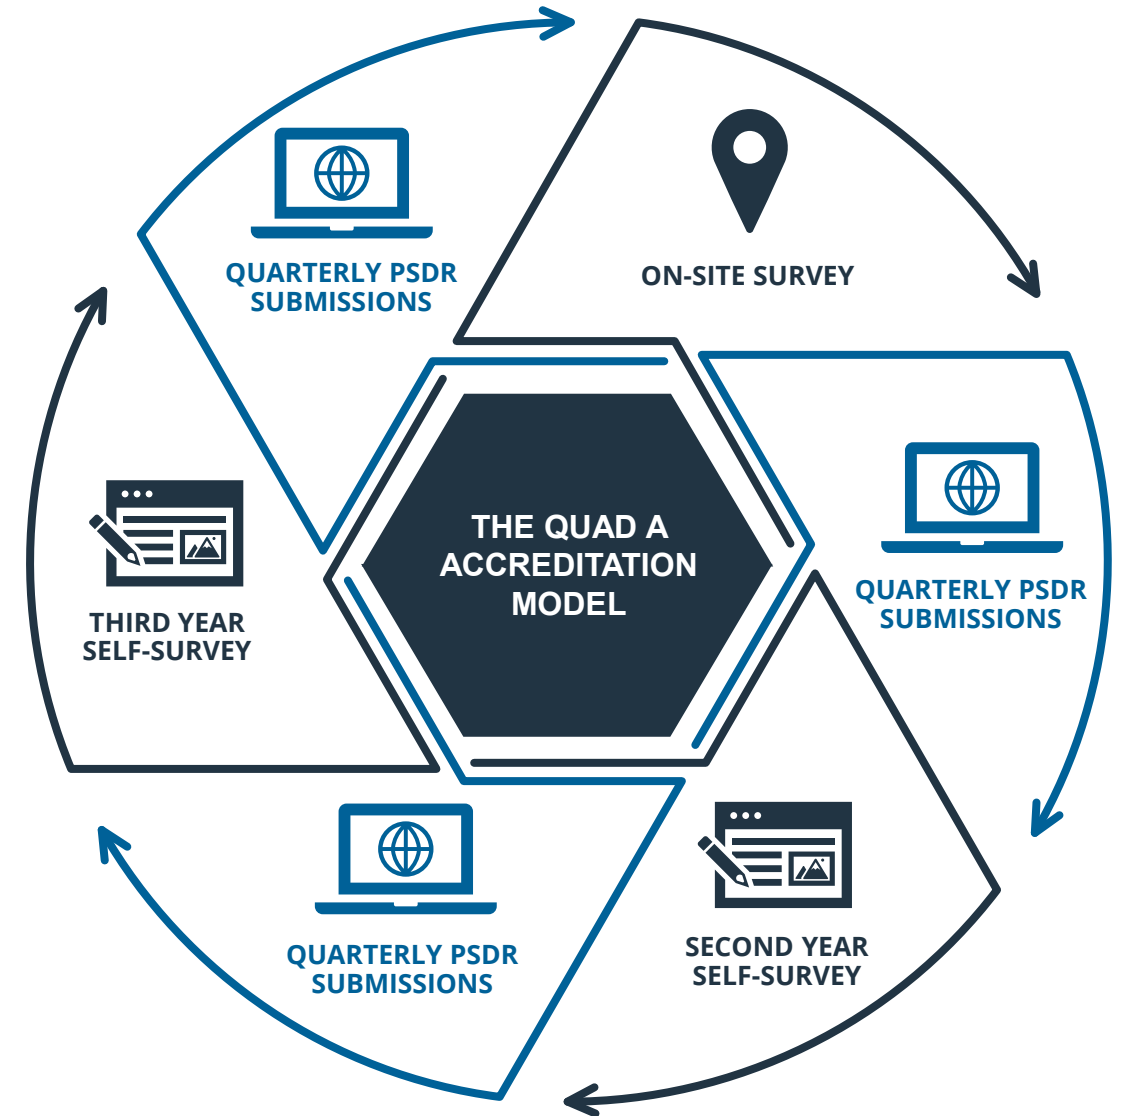 QUARTERLY PSDR
SUBMISSIONS
ON-SITE SURVEY
THE QUAD A
ACCREDITATION
MODEL
QUARTERLY PSDR
SUBMISSIONS
THIRD YEAR
SELF-SURVEY
SECOND YEAR
SELF-SURVEY
QUARTERLY PSDR
SUBMISSIONS